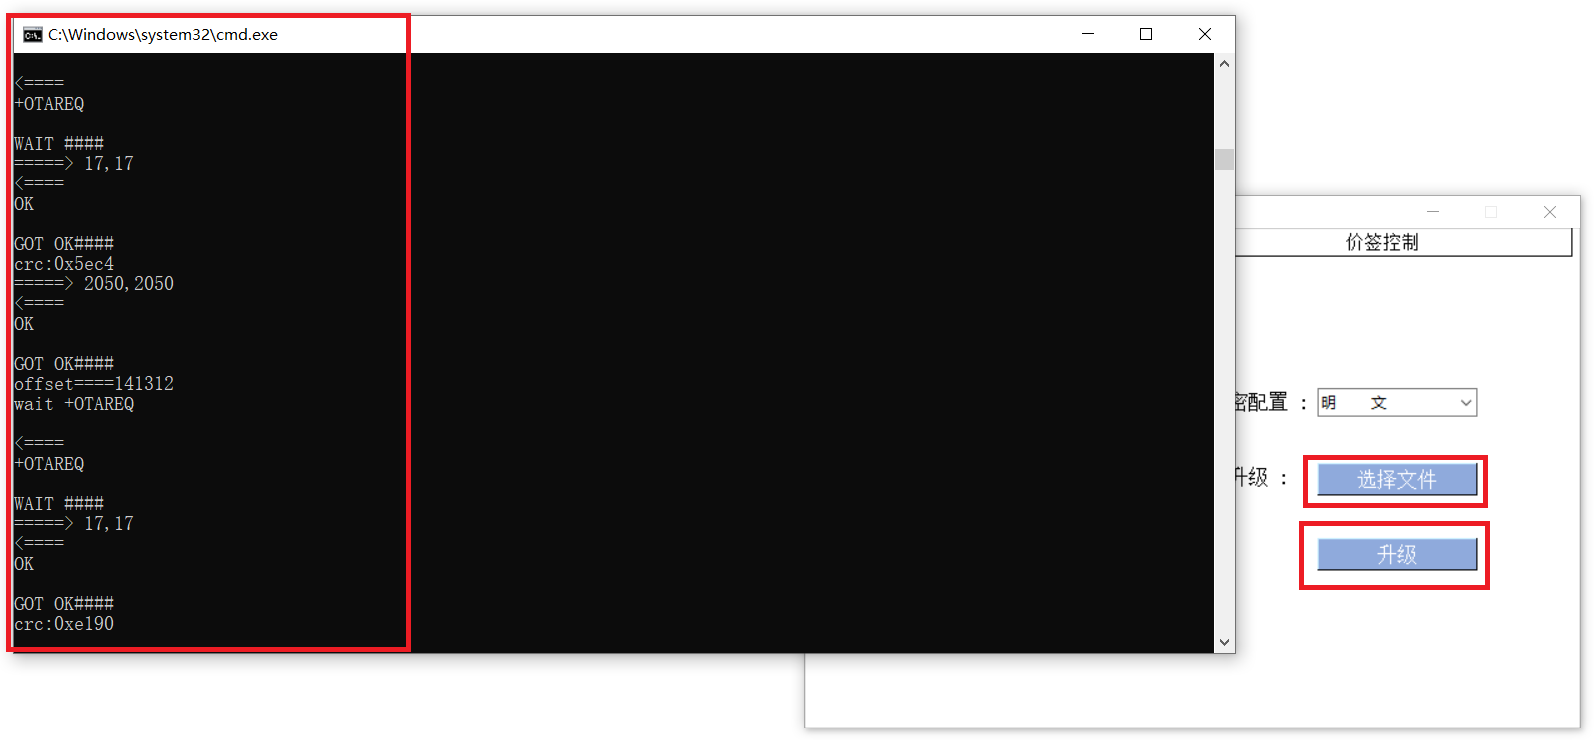 C:\Windows\system32\cmd.exe
<====
+OTAREQ
WAIT ####
=====> 17,17
<====
OK
GOT OK####
crc:0x5ec4
=====> 2050,2050
<====
OK
GOT OK####
offset====141312
wait +OTAREQ
<====
+OTAREQ
WAIT ####
=====> 17,17
<====
OK
GOT OK####
crc:0xe190
价签控制
密配置 : 明 文
升级 :
选择文件
升级